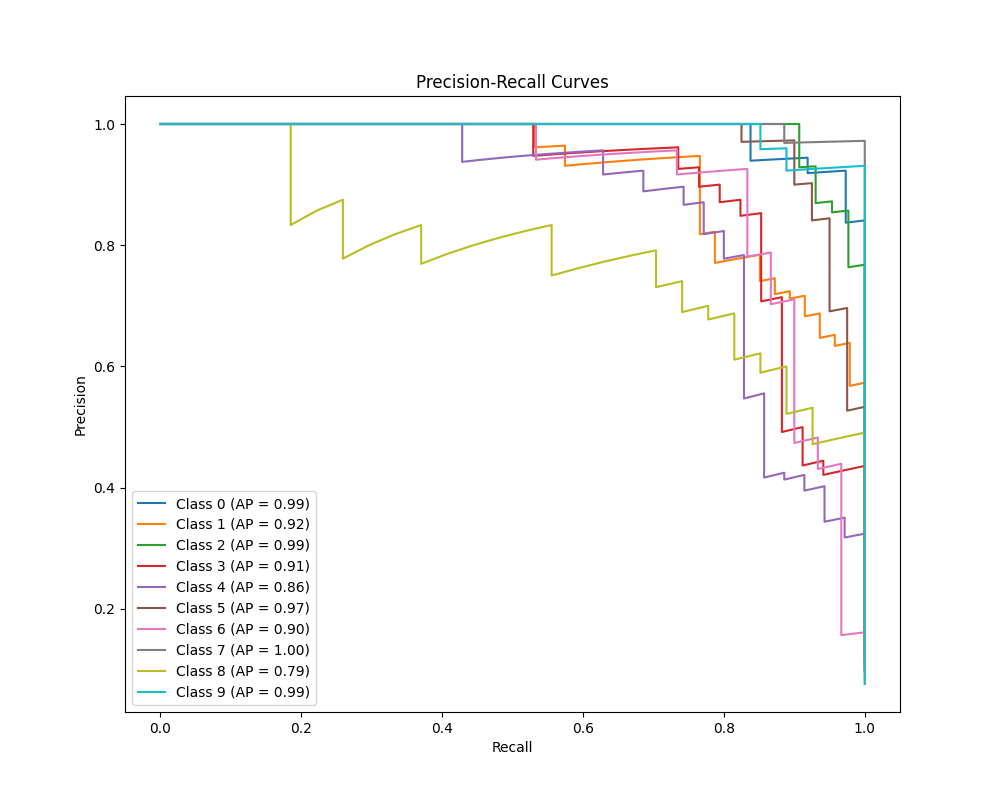 Precision-Recall Curves
1.0
0.8
0.6
0.4
0.2
Precision
Class 0 (AP = 0.99)
Class 1 (AP = 0.92)
Class 2 (AP = 0.99)
Class 3 (AP = 0.91)
Class 4 (AP = 0.86)
Class 5 (AP = 0.97)
Class 6 (AP = 0.90)
Class 7 (AP = 1.00)
Class 8 (AP = 0.79)
Class 9 (AP = 0.99)
0.0 0.2 0.4 0.6 0.8 1.0
Recall